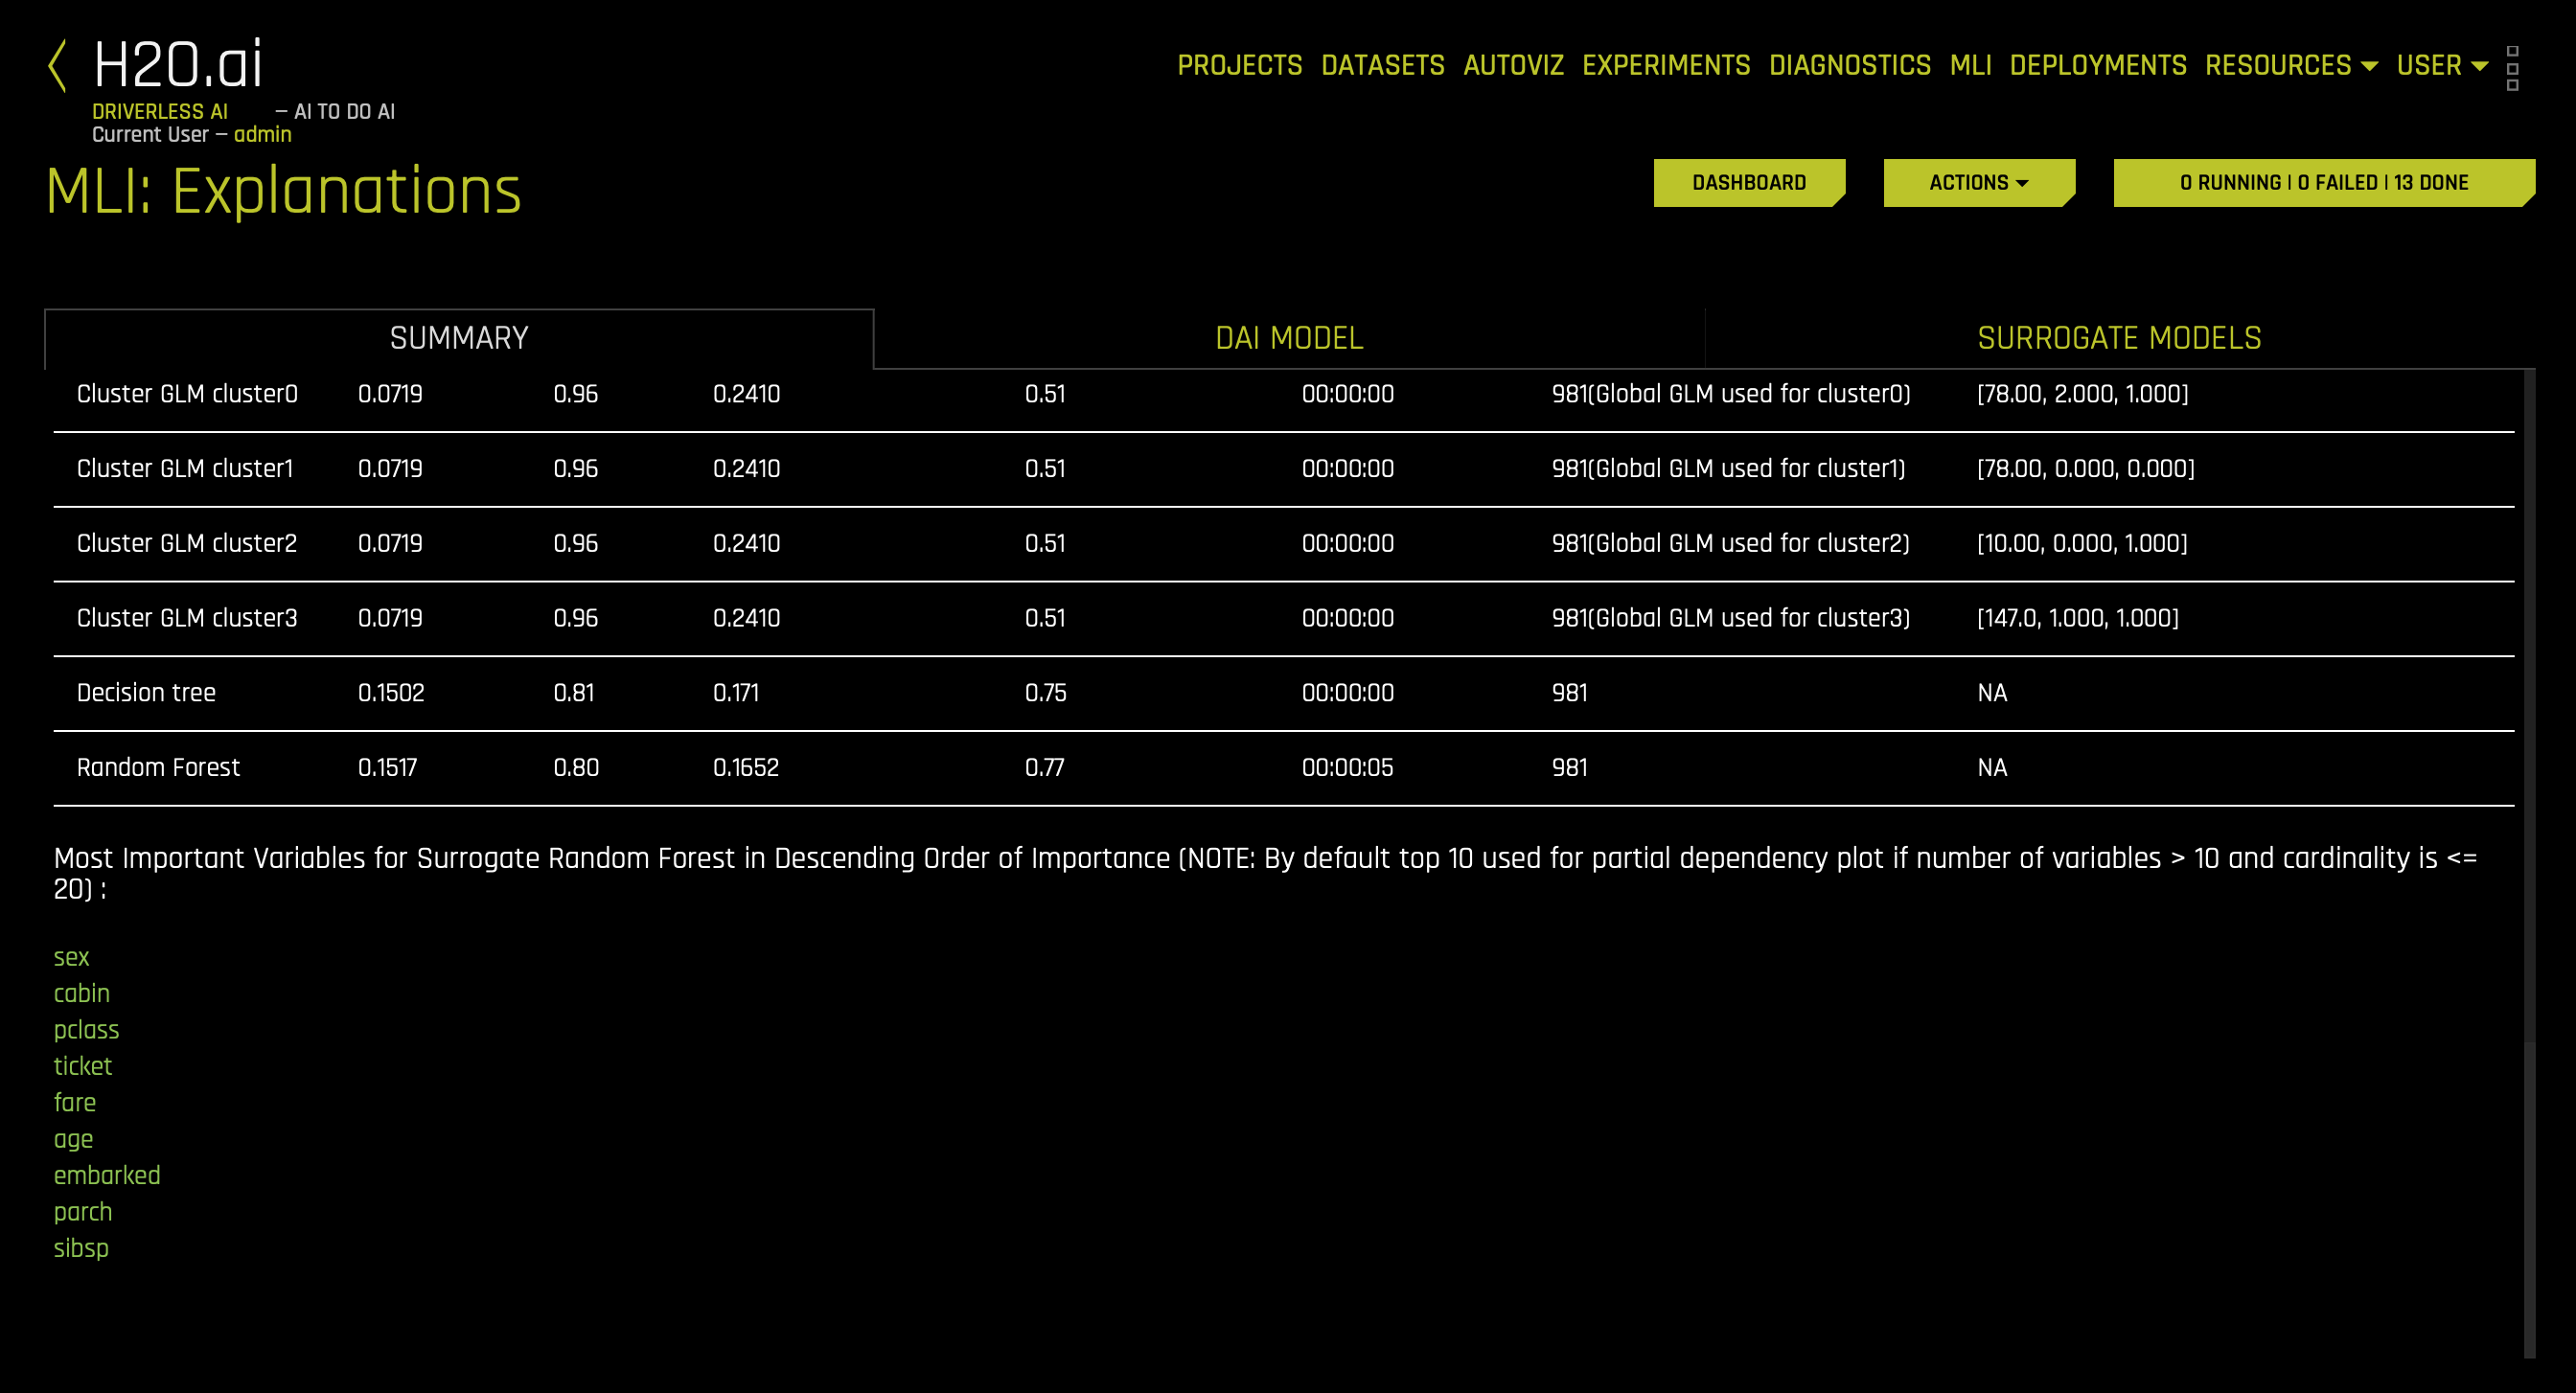 H2O.ai
DRIVERLESS AI — AI TO DO AI
Current User — admin
PROJECTS DATASETS AUTOVIZ EXPERIMENTS DIAGNOSTICS MLI DEPLOYMENTS RESOURCES USER
MLI: Explanations
DASHBOARD ACTIONS 0 RUNNING | 0 FAILED | 13 DONE
SUMMARY DAI MODEL SURROGATE MODELS
Cluster GLM cluster0 0.0719 0.96 0.2410 0.51 00:00:00 981(Global GLM used for cluster0) [78.00, 2.000, 1.000]
Cluster GLM cluster1 0.0719 0.96 0.2410 0.51 00:00:00 981(Global GLM used for cluster1) [78.00, 0.000, 0.000]
Cluster GLM cluster2 0.0719 0.96 0.2410 0.51 00:00:00 981(Global GLM used for cluster2) [10.00, 0.000, 1.000]
Cluster GLM cluster3 0.0719 0.96 0.2410 0.51 00:00:00 981(Global GLM used for cluster3) [147.0, 1.000, 1.000]
Decision tree 0.1502 0.81 0.171 0.75 00:00:00 981 NA
Random Forest 0.1517 0.80 0.1652 0.77 00:00:05 981 NA
Most Important Variables for Surrogate Random Forest in Descending Order of Importance (NOTE: By default top 10 used for partial dependency plot if number of variables > 10 and cardinality is <=
20) :
sex
cabin
pclass
ticket
fare
age
embarked
parch
sibsp